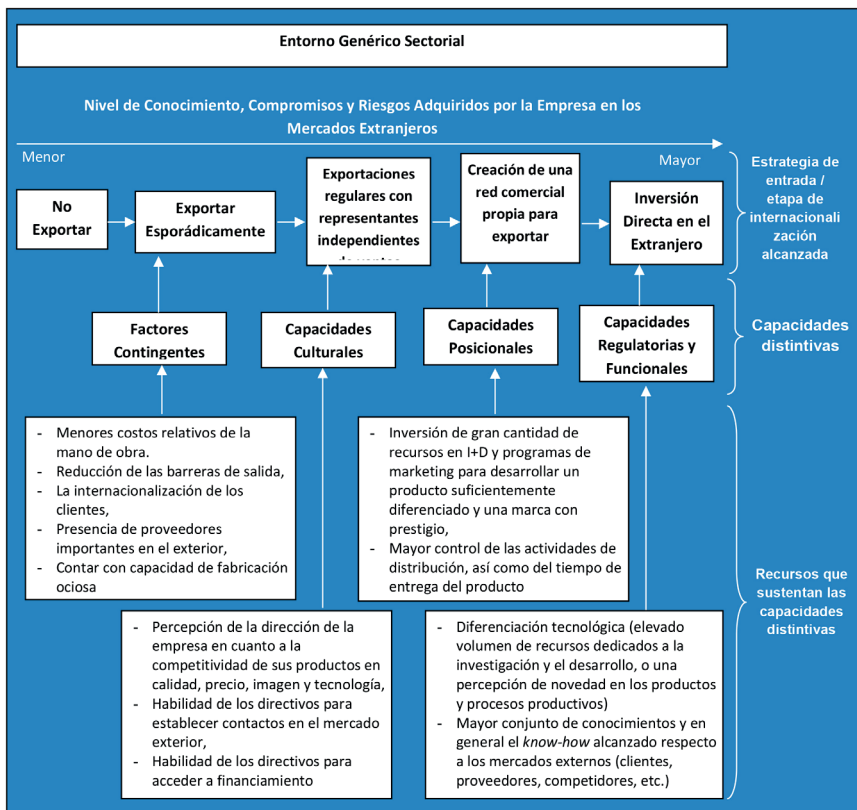 Entorno Genérico Sectorial
Nivel de Conocimiento, Compromisos y Riesgos Adquiridos por la Empresa en los
Mercados Extranjeros
Menor
Mayor
No
Exportar
Exportar
Esporádicamente
Exportaciones
regulares con
representantes
independientes
Creación de una
red comercial
propia para
exportar
Inversión
Directa en el
Extranjero
Estrategia de
entrada /
etapa de
internacionali
zación
alcanzada
Factores
Contingentes
Capacidades
Culturales
Capacidades
Posicionales
Capacidades
Regulatorias y
Funcionales
Capacidades
distintivas
- Menores costos relativos de la
mano de obra.
- Reducción de las barreras de salida,
- La internacionalización de los
clientes,
- Presencia de proveedores
importantes en el exterior,
- Contar con capacidad de fabricación
ociosa
- Inversión de gran cantidad de
recursos en I+D y programas de
marketing para desarrollar un
producto suficientemente
diferenciado y una marca con
prestigio,
- Mayor control de las actividades de
distribución, así como del tiempo de
entrega del producto
Recursos que
sustentan las
capacidades
distintivas
- Percepción de la dirección de la
empresa en cuanto a la
competitividad de sus productos en
calidad, precio, imagen y tecnología,
- Habilidad de los directivos para
establecer contactos en el mercado
exterior,
- Habilidad de los directivos para
acceder a financiamiento
- Diferenciación tecnológica (elevado
volumen de recursos dedicados a la
investigación y el desarrollo, o una
percepción de novedad en los productos
y procesos productivos)
- Mayor conjunto de conocimientos y en
general el know-how alcanzado respecto
a los mercados externos (clientes,
proveedores, competidores, etc.)